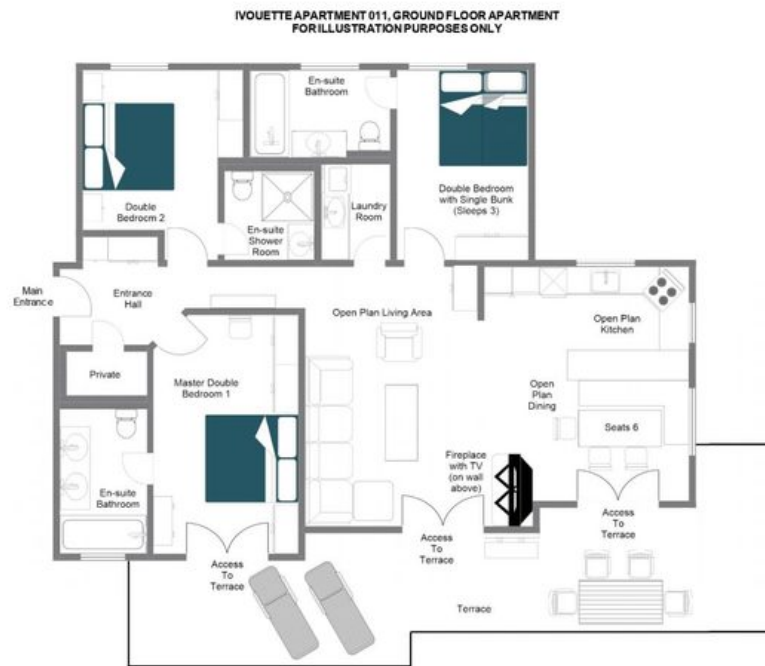 IVOUETTE APARTMENT 011, GROUND FLOOR APARTMENT
FOR ILLUSTRATION PURPOSES ONLY
En-suite
Bathroom
Double
Bedroom 2
En-suite
Shower
Room
Laundry
Room
Double Bedroom
with Single Bunk
(Sleeps 3)
Main
Entrance
Entrance
Hall
Open Plan Living Area
Open Plan
Kitchen
Private
Master Double
Bedroom 1
Open
Plan
Dining
Seats 6
Fireplace
with TV
(on wall
above)
En-suite
Bathroom
Access
To
Terrace
Access
To
Terrace
Access
To
Terrace
Terrace